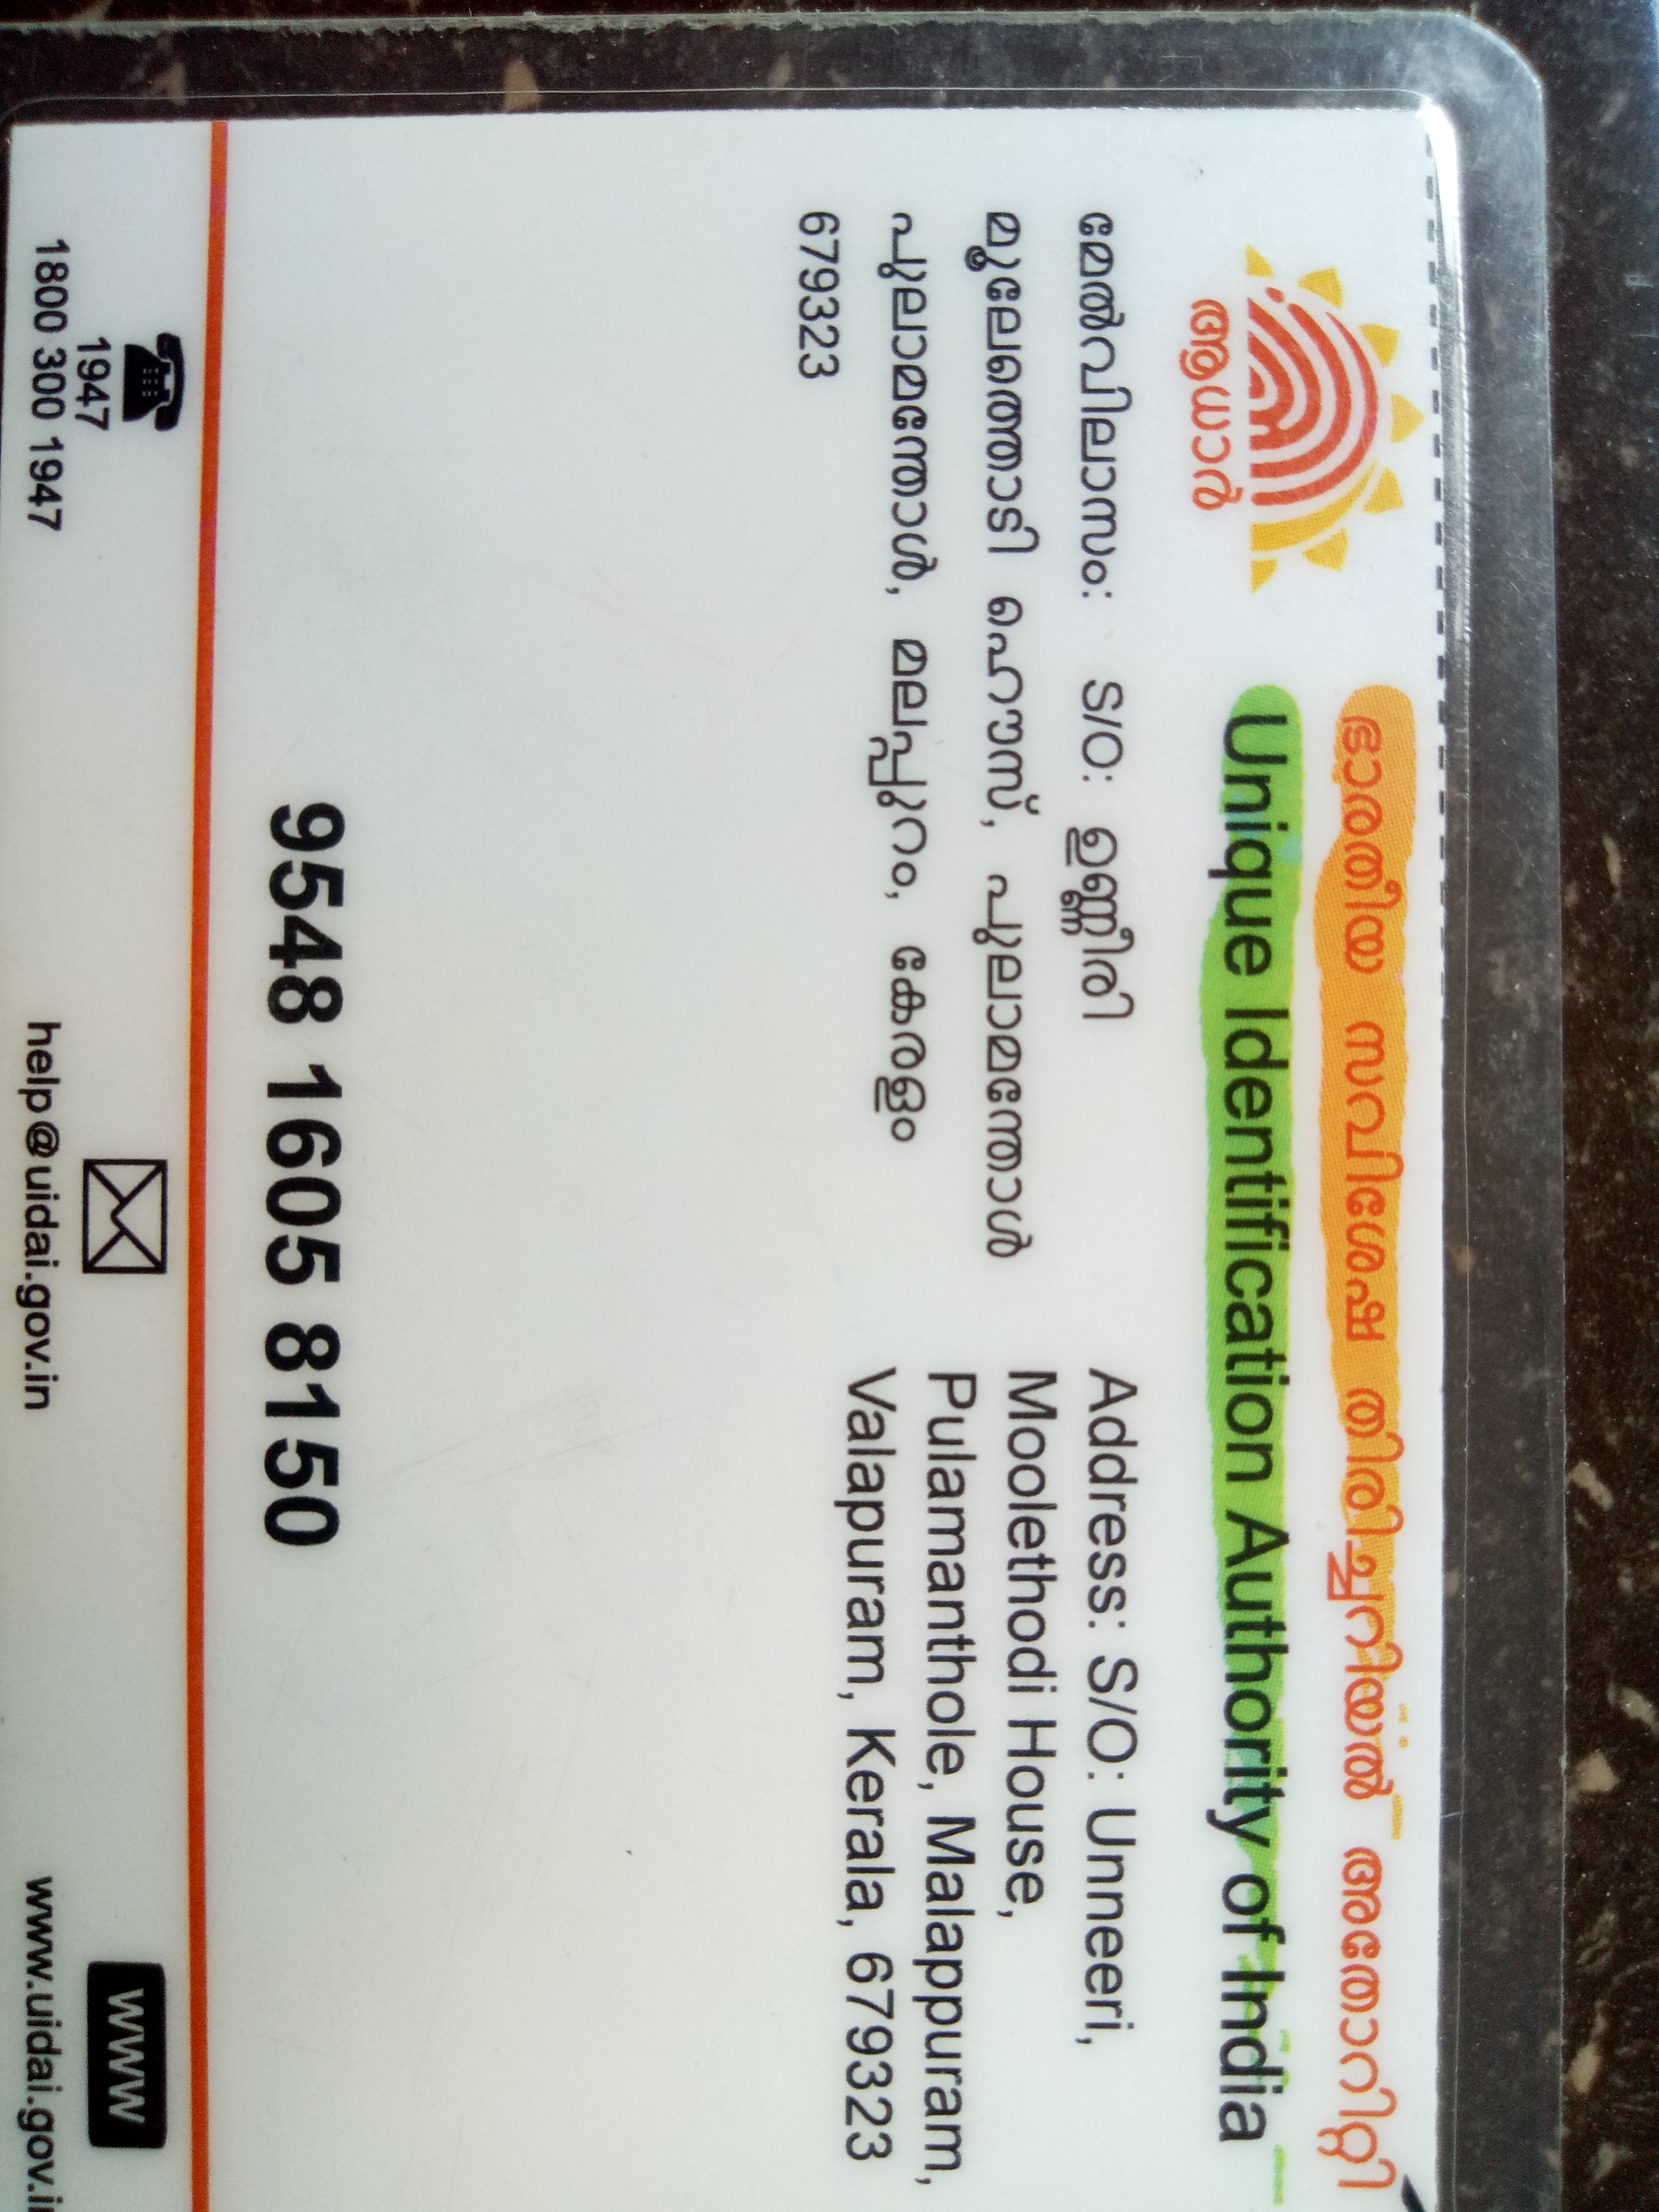 ഭാരതീയ സവിശേഷ തിരിച്ചറിയൽ അതോറിറ്റി
Unique Identification Authority of India
ആധാർ
മേൽവിലാസം: S/O: ഉണ്ണീരി
മൂലേത്തൊടി ഹൌസ്, പുലാമന്തോൾ
പുലാമന്തോൾ, മലപ്പുറം, കേരളം
679323
Address: S/O: Unneeri,
Moolethodi House,
Pulamanthole, Malappuram,
Valapuram, Kerala, 679323
9548 1605 8150
1947
1800 300 1947
help@uidai.gov.in
www
www.uidai.gov.i